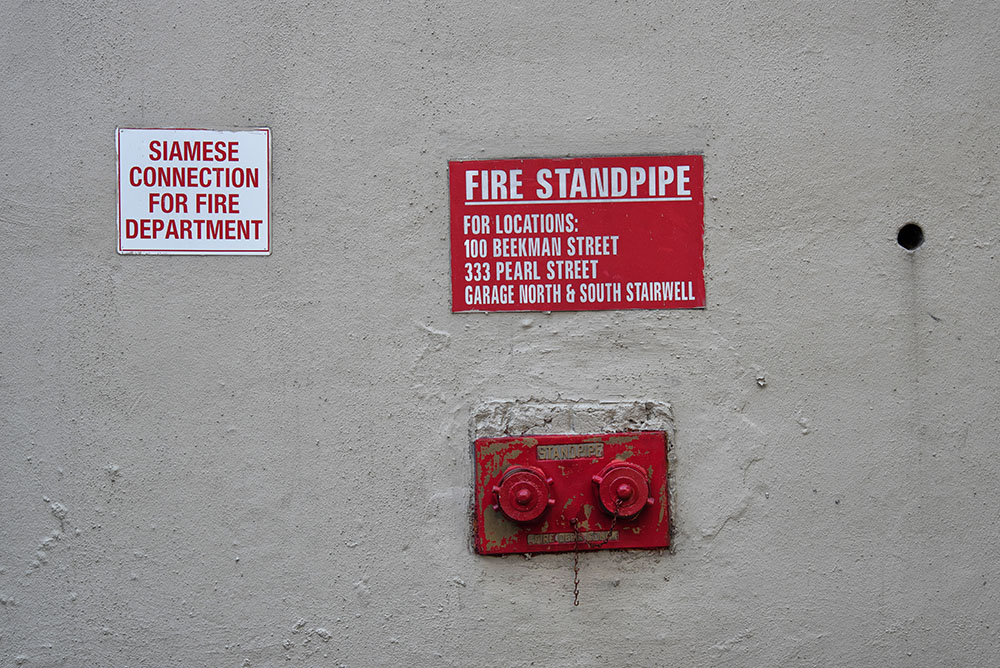 SIAMESE
CONNECTION
FOR FIRE
DEPARTMENT
FIRE STANDPIPE
FOR LOCATIONS:
100 BEEKMAN STREET
333 PEARL STREET
GARAGE NORTH & SOUTH STAIRWELL
STANDPIPE